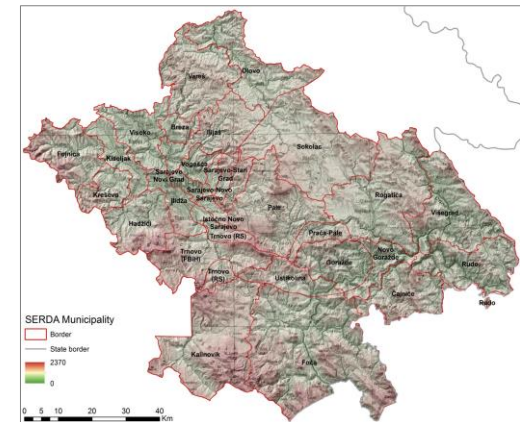 Olovo
Vareš
Breza
Ilijaš
Visoko
Sokolac
Fojnica
Kiseljak
Vogošća
Sarajevo-Stari
Grad
Sarajevo
Novi Grad
Sarajevo-Novo
Sarajevo
Rogatica
Kreševo
Ilidža
Pale
Višegrad
Hadžići
Istočno Novo
Sarajevo
Trnovo (RS)
Prača-Pale
Trnovo
(FBiH)
Goražde
Novo
Goražde
Rudo
Trnovo
(RS)
Ustikolina
Čajniče
Rudo
SERDA Municipality
Border
State border
2370
0
Kalinovik
Foča
0 5 10 20 30 40
Km